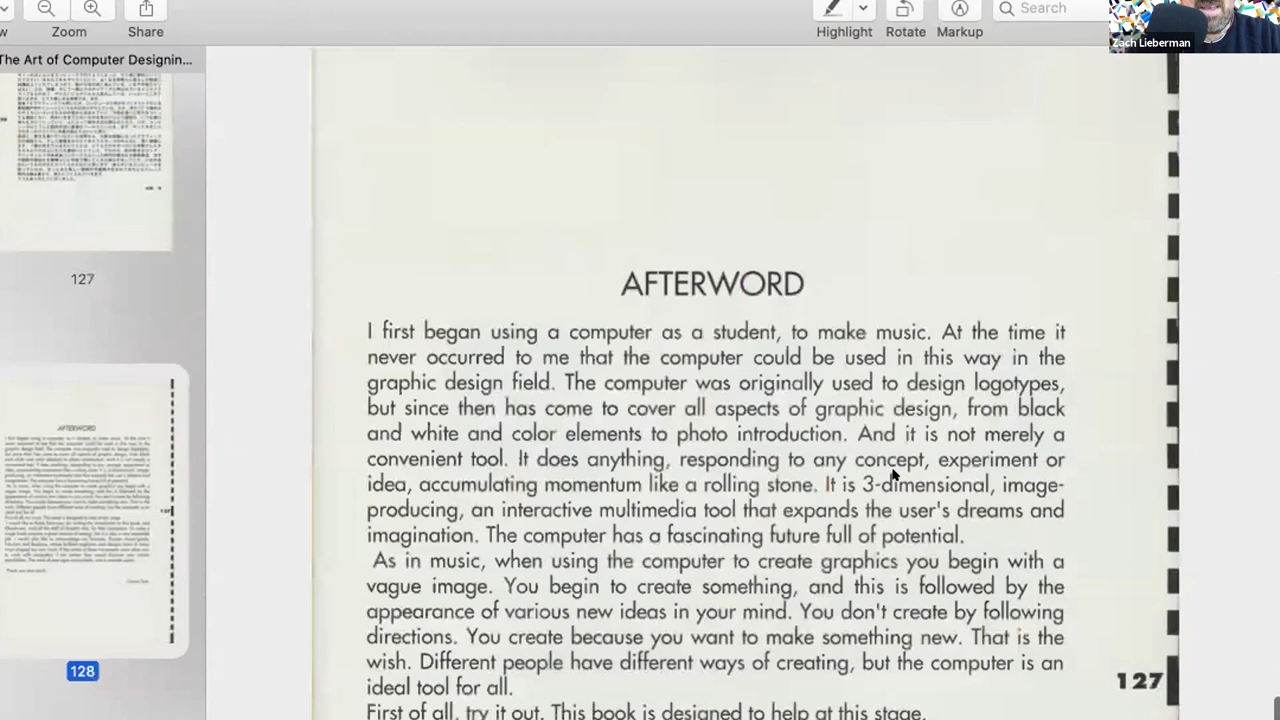 Zoom
Share
Highlight
Rotate
Markup
Search
Zach Lieberman
The Art of Computer Designin...
127
128
AFTERWORD
I first began using a computer as a student, to make music. At the time it
never occurred to me that the computer could be used in this way in the
graphic design field. The computer was originally used to design logotypes,
but since then has come to cover all aspects of graphic design, from black
and white and color elements to photo introdution. And it is not merely a
convenient tool. It does anything, responding to any concept, experiment or
idea, accumulating momentum like a rolling stone. It is 3-dimensional, image-
producing, an interactive multimedia tool that expands the user's dreams and
imagination. The computer has a fascinating future full of potential.
As in music, when using the computer to create graphics you begin with a
vague image. You begin to create something, and this is followed by the
appearance of various new ideas in your mind. You don't create by following
directions. You create because you want to make something new. That is the
wish. Different people have different ways of creating, but the computer is an
ideal tool for all.
First of all, try it out. This book is designed to help at this stage.
127